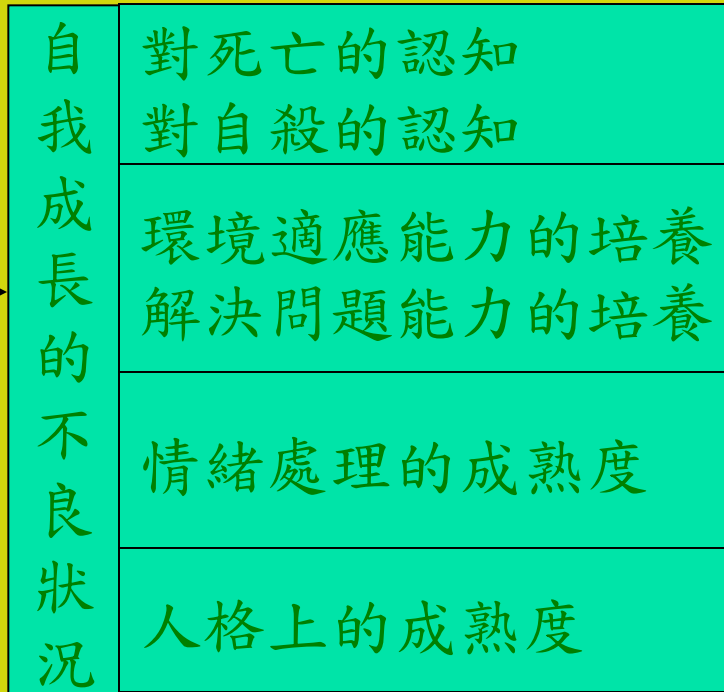 自我成長的不良狀況
對死亡的認知
對自殺的認知
環境適應能力的培養
解決問題能力的培養
情緒處理的成熟度
人格上的成熟度